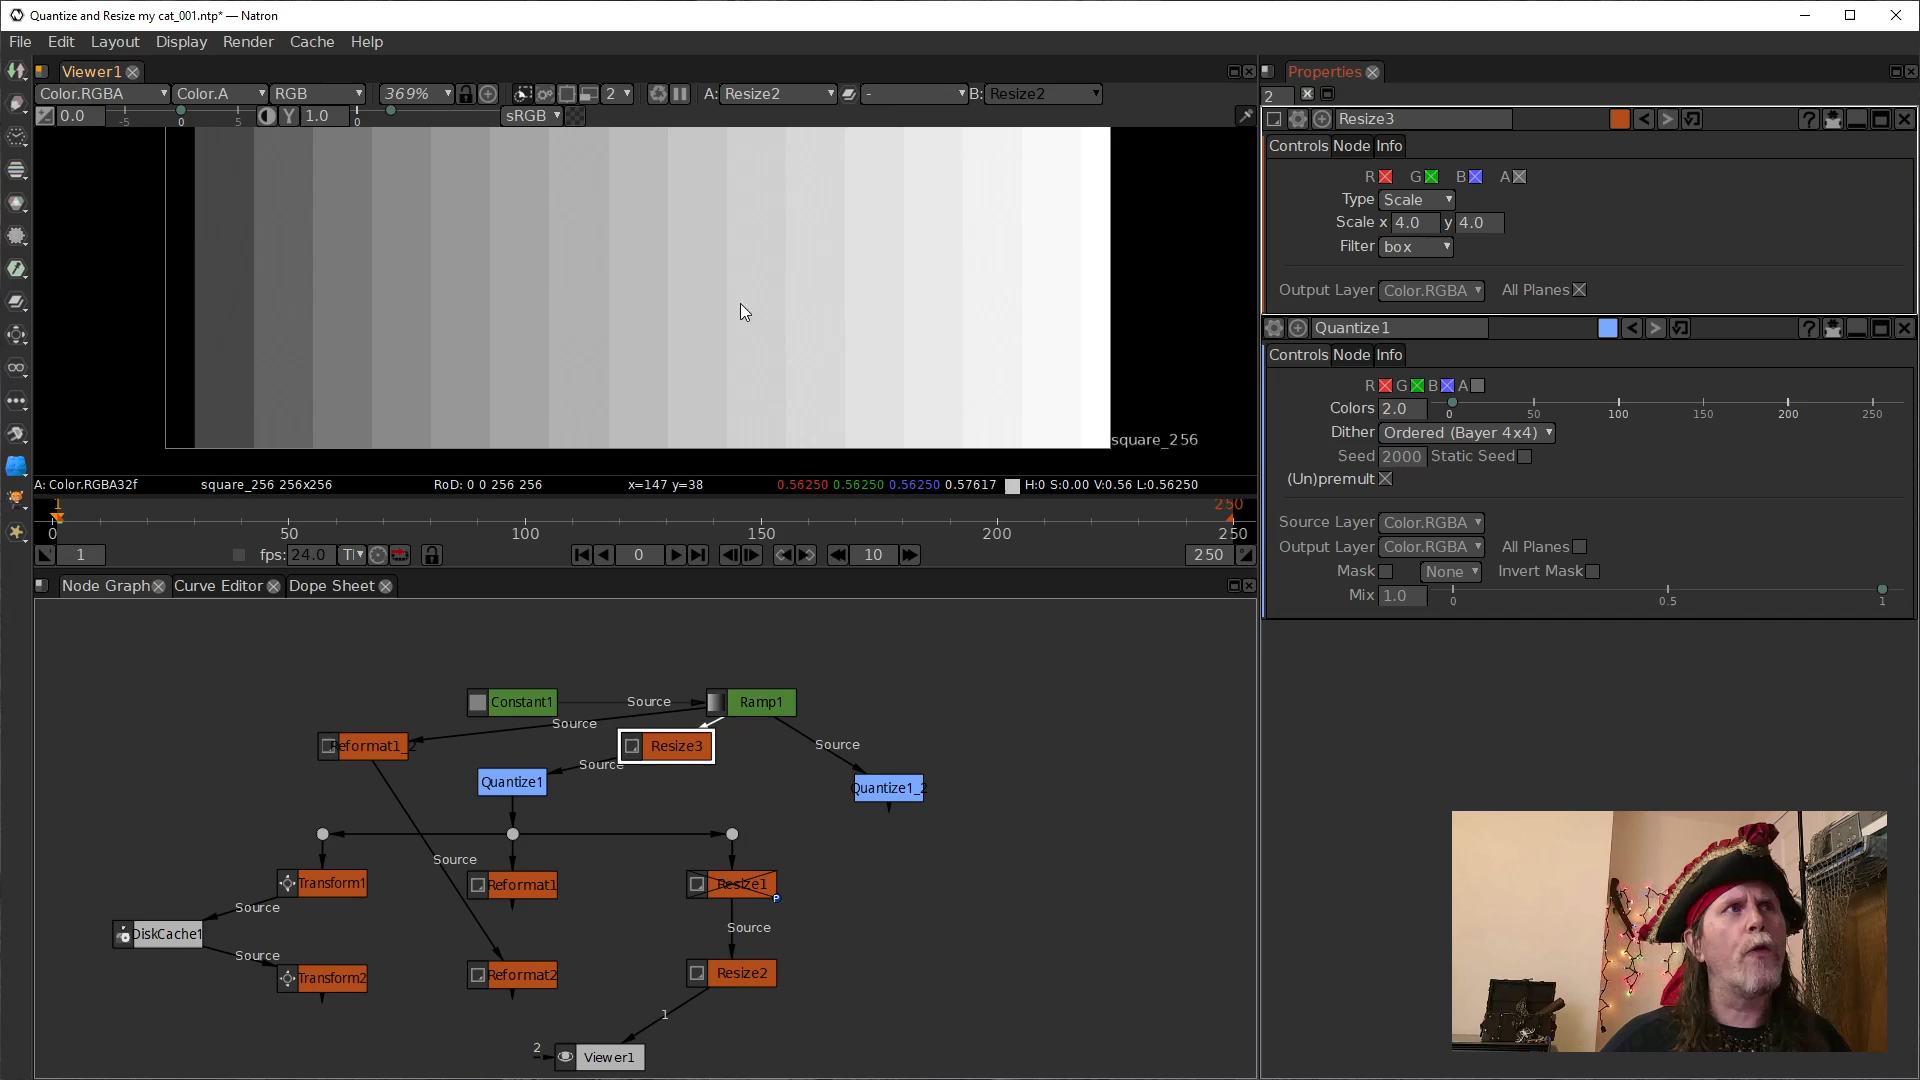 Quantize and Resize my cat_001.ntp* — Natron
File Edit Layout Display Render Cache Help
Viewer1
Color.RGBA Color.A RGB 369% 2 A: Resize2 - B: Resize2
0.0 -5 0 5 Y 1.0 0 sRGB
square_256
A: Color.RGBA32f square_256 256x256 RoD: 0 0 256 256 x=147 y=38 0.56250 0.56250 0.56250 0.57617 H:0 S:0.00 V:0.56 L:0.56250
1 250
0 50 100 150 200 250
1 fps: 24.0 0 10 250
Node Graph Curve Editor Dope Sheet
Constant1 Source Ramp1
Source
Reformat1_2 Resize3 Source
Source
Quantize1 Quantize1_2
Source
Transform1 Reformat1 Resize1
P
Source
Source
DiskCache1
Source
Transform2 Reformat2 Resize2
1
2 Viewer1
Properties
2
Resize3
Controls Node Info
R G B A
Type Scale
Scale x 4.0 y 4.0
Filter box
Output Layer Color.RGBA All Planes
Quantize1
Controls Node Info
R G B A
Colors 2.0 0 50 100 150 200 250
Dither Ordered (Bayer 4x4)
Seed 2000 Static Seed
(Un)premult
Source Layer Color.RGBA
Output Layer Color.RGBA All Planes
Mask None Invert Mask
Mix 1.0 0 0.5 1